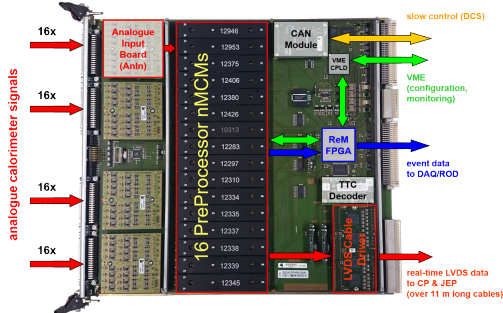 analogue calorimeter signals
16x
16x
16x
16x
Analogue
Input
Board
(AnIn)
16 PreProcessor nMCMs
12946
12953
12375
12406
12380
12426
10313
12283
12297
12310
12334
12335
12337
12338
12339
12345
CAN
Module
VME
CPLD
ReM
FPGA
TTC
Decoder
LVDS Cable
Driver
slow control (DCS)
VME
(configuration,
monitoring)
event data
to DAQ/ROD
real-time LVDS data
to CP & JEP
(over 11 m long cables)